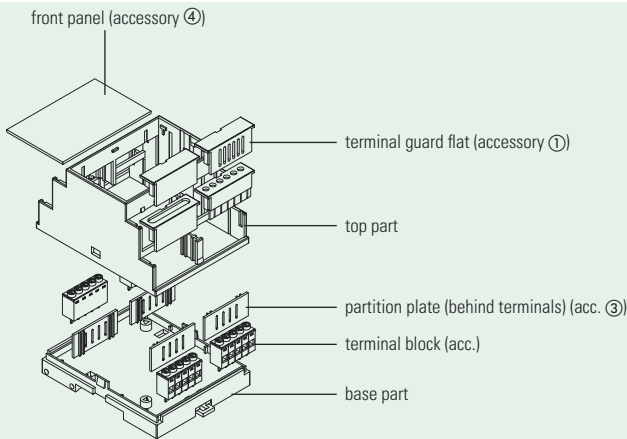 front panel (accessory ④)
terminal guard flat (accessory ①)
top part
partition plate (behind terminals) (acc. ③)
terminal block (acc.)
base part